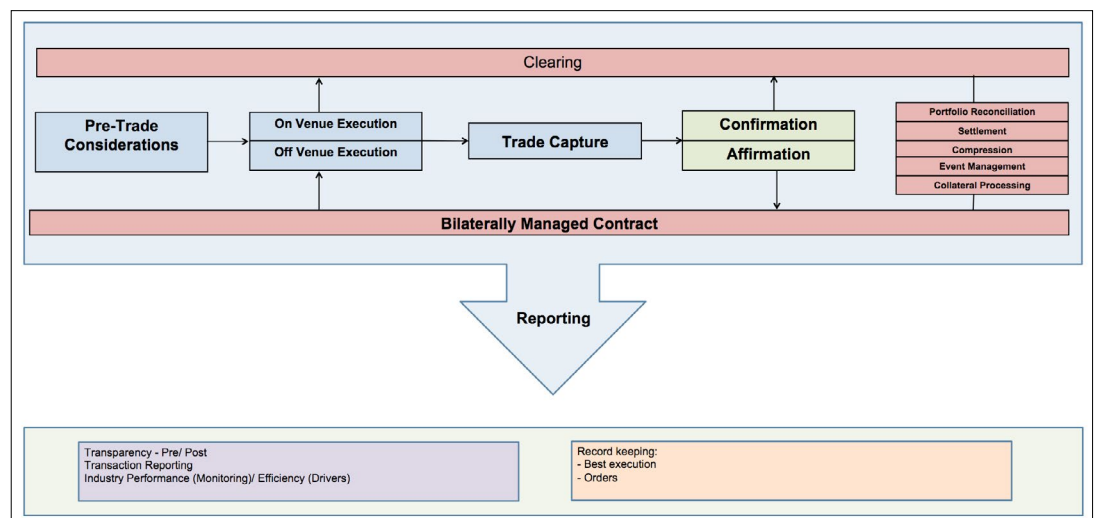 Clearing
Pre-Trade
Considerations
On Venue Execution
Off Venue Execution
Trade Capture
Confirmation
Affirmation
Portfolio Reconciliation
Settlement
Compression
Event Management
Collateral Processing
Bilaterally Managed Contract
Reporting
Transparency - Pre/ Post
Transaction Reporting
Industry Performance (Monitoring)/ Efficiency (Drivers)
Record keeping:
- Best execution
- Orders